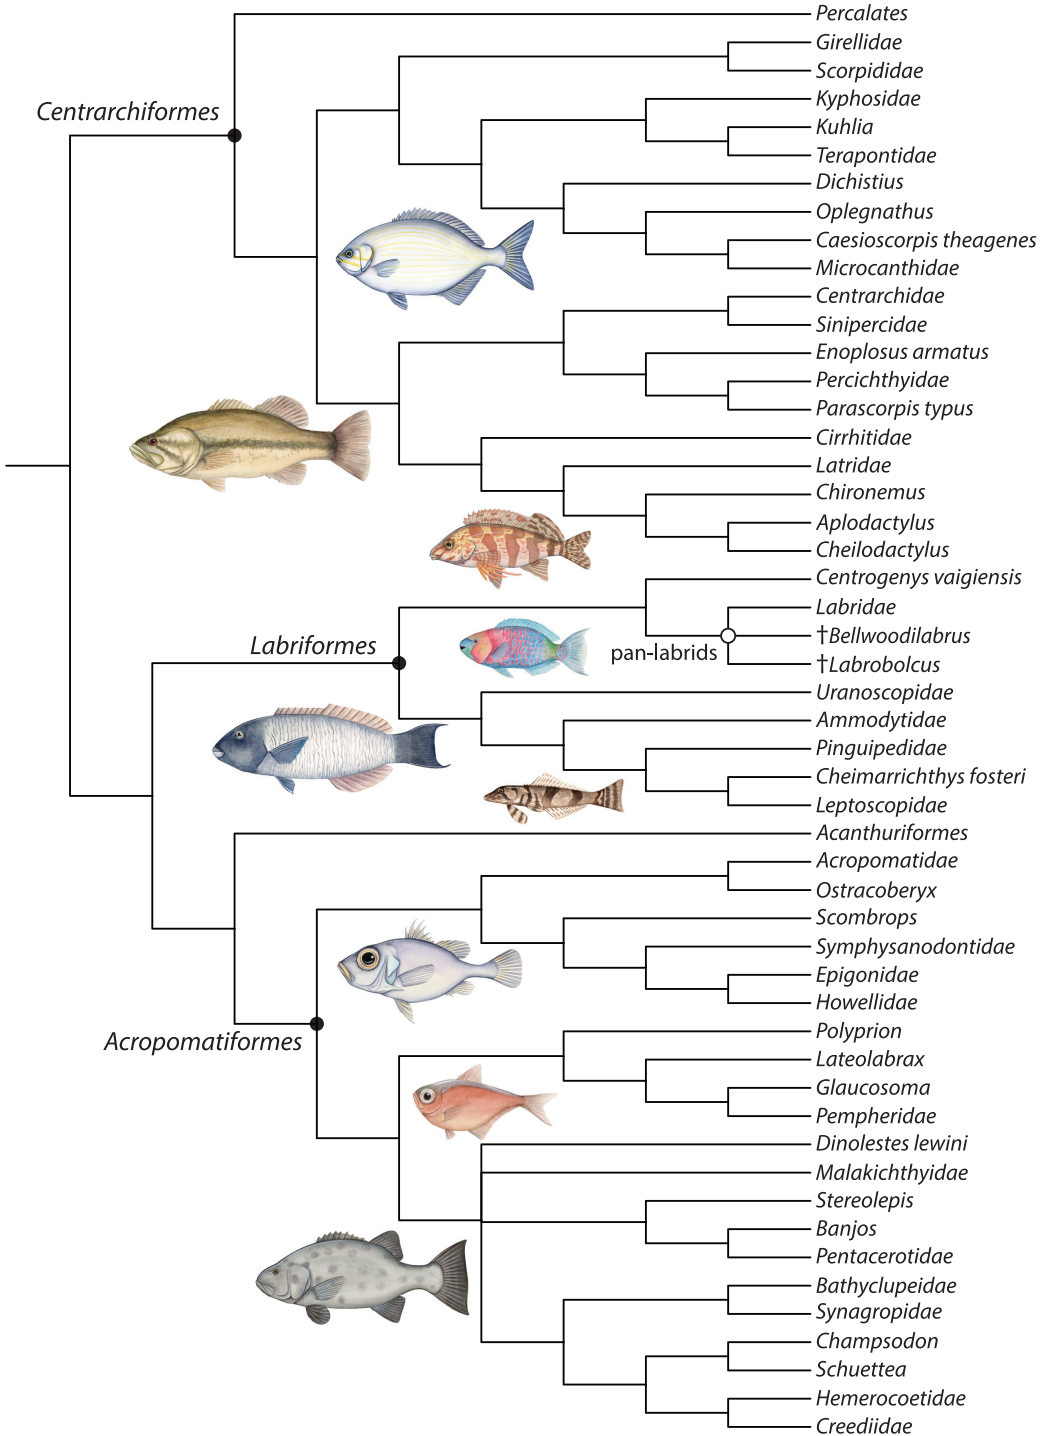 Percalates
Girellidae
Scorpididae
Kyphosidae
Centrarchiformes
Kuhlia
Terapontidae
Dichistius
Oplegnathus
Caesioscorpis theagenes
Microcanthidae
Centrarchidae
Sinipercidae
Enoplosus armatus
Percichthyidae
Parascorpis typus
Cirrhitidae
Latridae
Chironemus
Aplodactylus
Cheilodactylus
Centrogenys vaigiensis
Labridae
†Bellwoodilabrus
Labriformes
pan-labrids
†Labrobolcus
Uranoscopidae
Ammodytidae
Pinguipedidae
Cheimarrichthys fosteri
Leptoscopidae
Acanthuriformes
Acropomatidae
Ostracoberyx
Scombrops
Symphysanodontidae
Epigonidae
Howellidae
Polyprion
Acropomatiformes
Lateolabrax
Glaucosoma
Pempheridae
Dinolestes lewini
Malakichthyidae
Stereolepis
Banjos
Pentacerotidae
Bathyclupeidae
Synagropidae
Champsodon
Schuettea
Hemerocoetidae
Creediidae